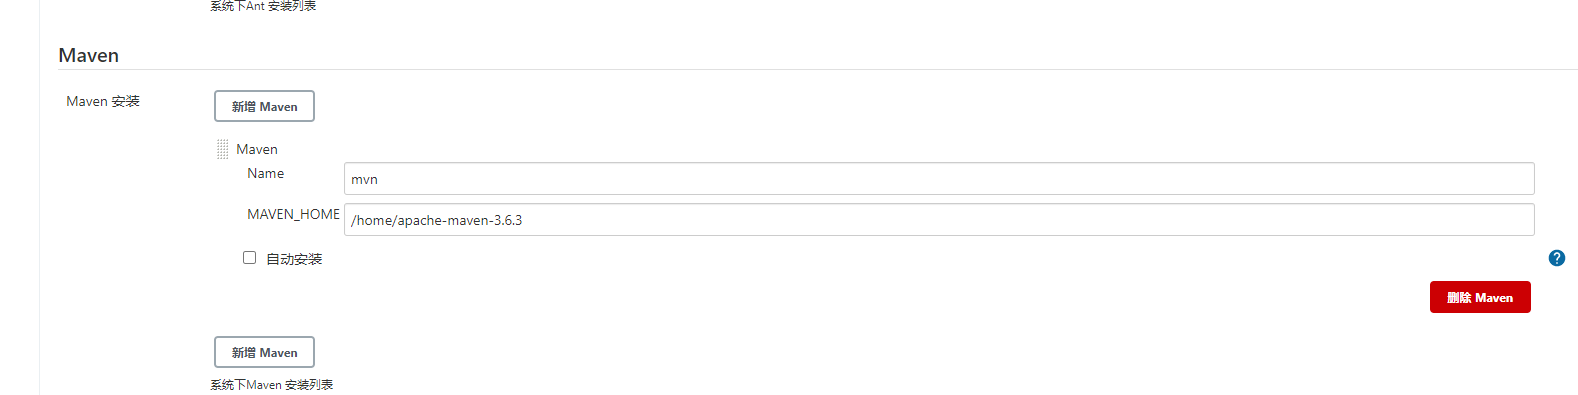 系统下Ant 安装列表
Maven
Maven 安装
新增 Maven
Maven
Name
mvn
MAVEN_HOME
/home/apache-maven-3.6.3
自动安装
?
删除 Maven
新增 Maven
系统下Maven 安装列表